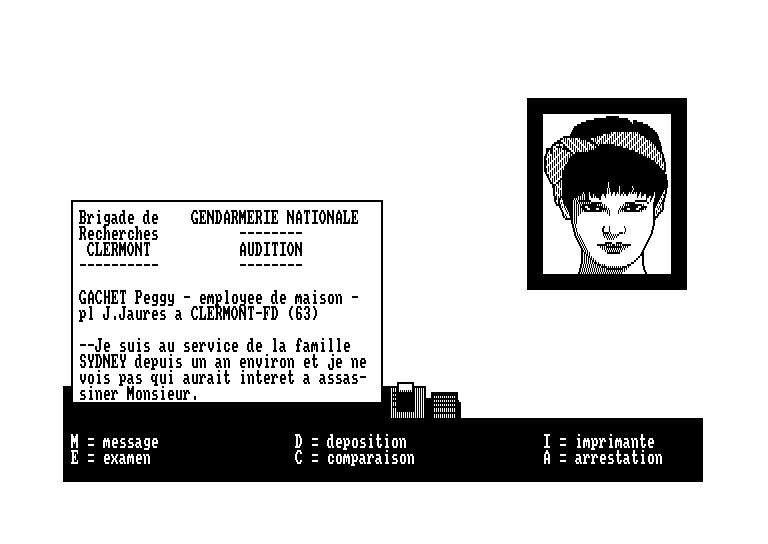 Brigade de GENDARMERIE NATIONALE
Recherches --------
CLERMONT AUDITION
---------- --------
GACHET Peggy - employee de maison -
pl J.Jaures a CLERMONT-FD (63)
--Je suis au service de la famille
SYDNEY depuis un an environ et je ne
vois pas qui aurait interet a assas-
siner Monsieur.
M = message D = deposition I = imprimante
E = examen C = comparaison A = arrestation